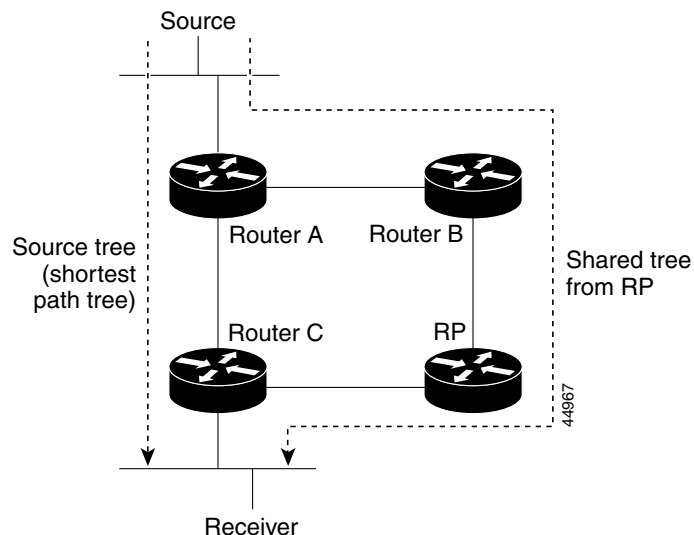 Source
Router A
Router B
Source tree
(shortest
path tree)
Shared tree
from RP
Router C
RP
44967
Receiver